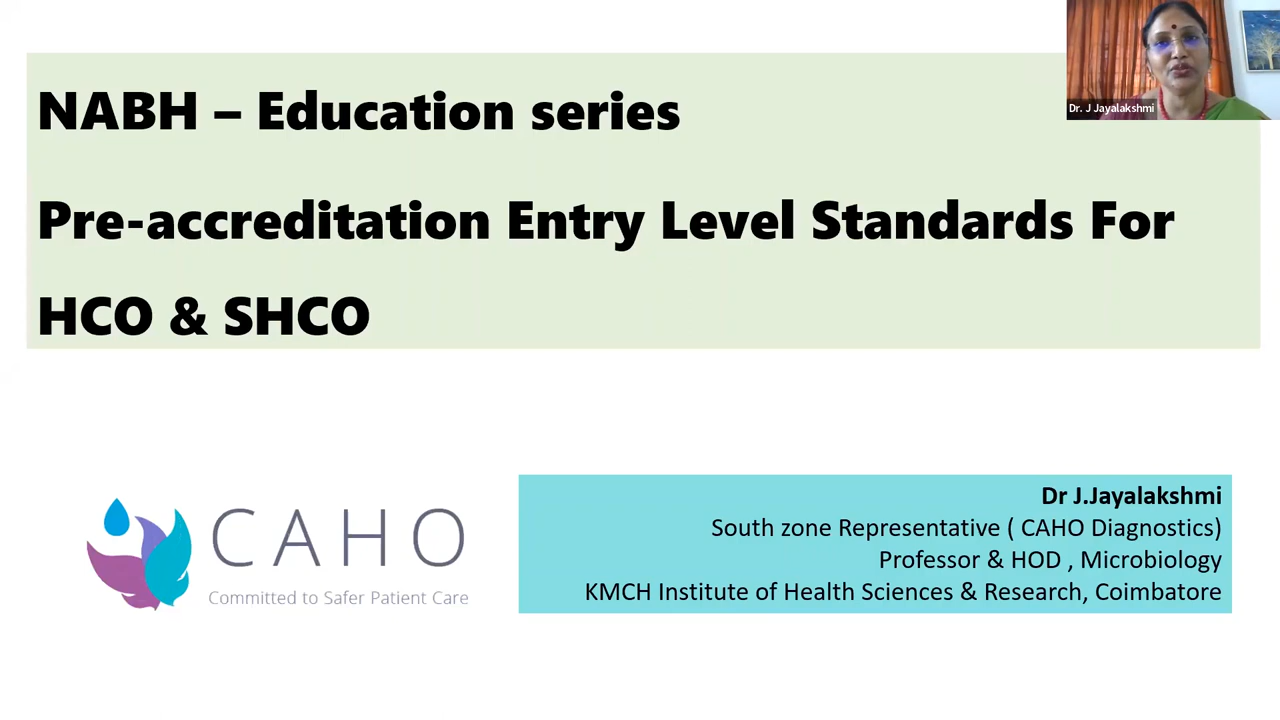 NABH – Education series
Pre-accreditation Entry Level Standards For
HCO & SHCO
Dr. J Jayalakshmi
CAHO
Committed to Safer Patient Care
Dr J.Jayalakshmi
South zone Representative ( CAHO Diagnostics)
Professor & HOD , Microbiology
KMCH Institute of Health Sciences & Research, Coimbatore